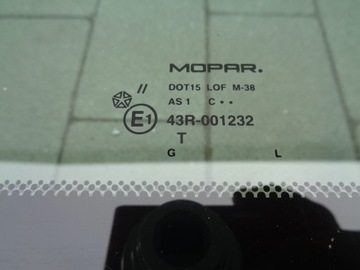 MOPAR.
//
DOT15 LOF M-38
AS 1 C • •
E1 43R-001232
T
G L